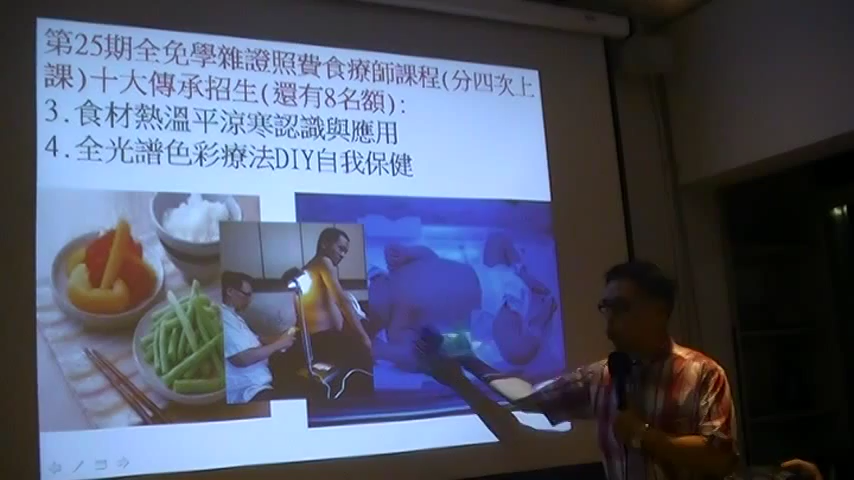 第25期全免學雜證照費食療師課程(分四次上
課)十大傳承招生(還有8名額):
3.食材熱溫平涼寒認識與應用
4.全光譜色彩療法DIY自我保健